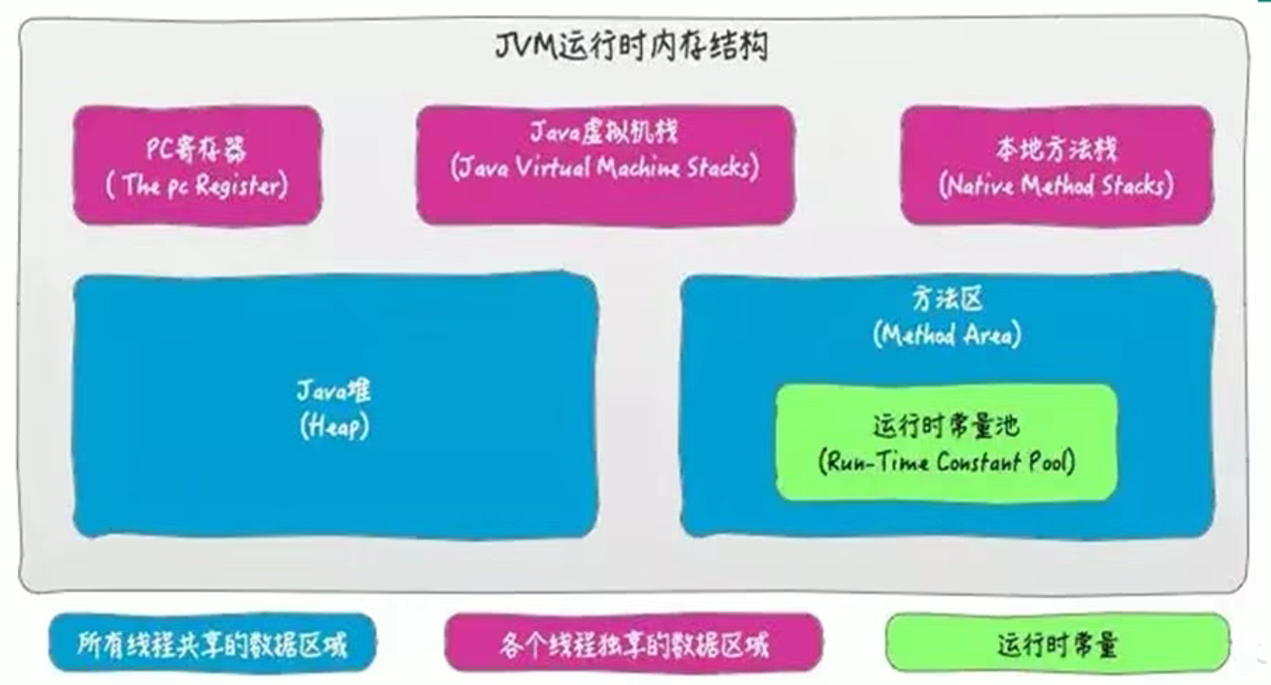 JVM运行时内存结构
PC寄存器
( The pc Register)
Java虚拟机栈
(Java Virtual Machine Stacks)
本地方法栈
(Native Method Stacks)
Java堆
(Heap)
方法区
(Method Area)
运行时常量池
(Run-Time Constant Pool)
所有线程共享的数据区域
各个线程独享的数据区域
运行时常量